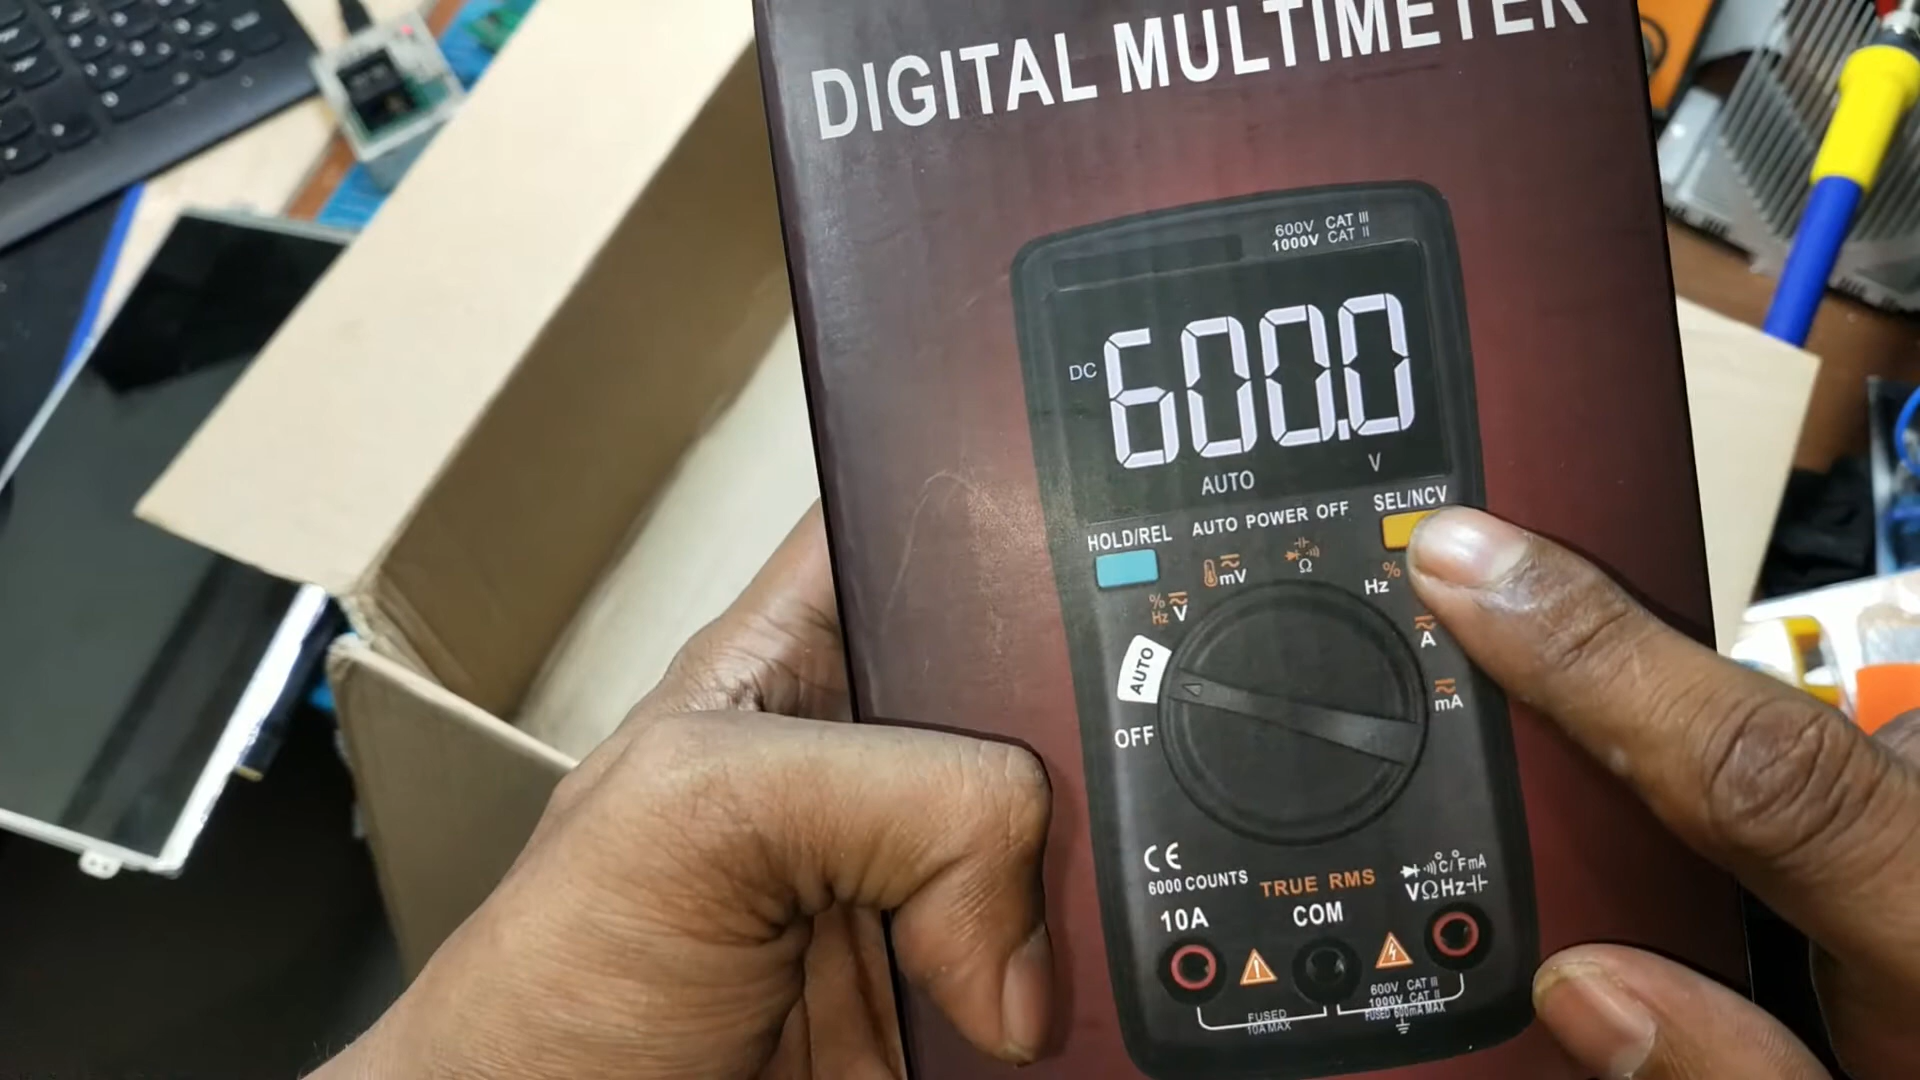 DIGITAL MULTIMETER
600V CAT III
1000V CAT II
DC
600.0
AUTO V
HOLD/REL AUTO POWER OFF SEL/NCV
mV
Ω
Hz %
%
Hz V
A
AUTO
mA
OFF
CE
6000 COUNTS
TRUE RMS
°C/°F mA
VΩHz
10A
COM
600V CAT III
1000V CAT II
FUSED
10A MAX
FUSED 600mA MAX